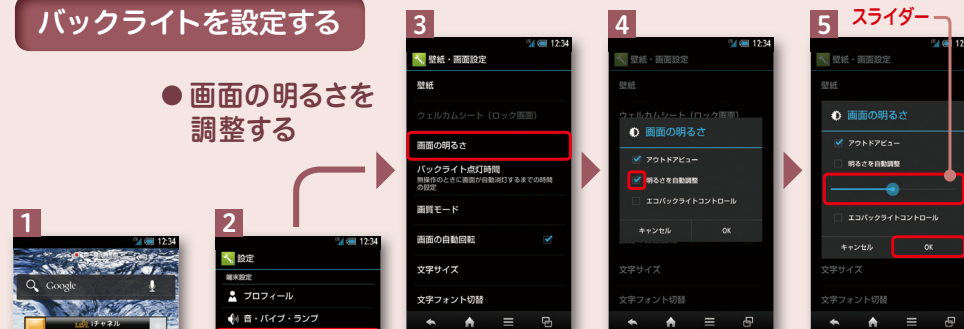 バックライトを設定する
●画面の明るさを
調整する
1
12:34
Google
iチャネル
2
12:34
設定
端末設定
プロフィール
音・バイブ・ランプ
3
12:34
壁紙・画面設定
壁紙
ウェルカムシート（ロック画面）
画面の明るさ
バックライト点灯時間
無操作のときに画面が自動消灯するまでの時間
の設定
画質モード
画面の自動回転
文字サイズ
文字フォント切替
4
12:34
壁紙・画面設定
壁紙
ウェルカムシート（ロック画面）
画面の明るさ
アウトドアビュー
明るさを自動調整
エコバックライトコントロール
キャンセル
OK
文字サイズ
文字フォント切替
5
スライダー
12
壁紙・画面設定
壁紙
画面の明るさ
アウトドアビュー
明るさを自動調整
エコバックライトコントロール
キャンセル
OK
文字サイズ
文字フォント切替